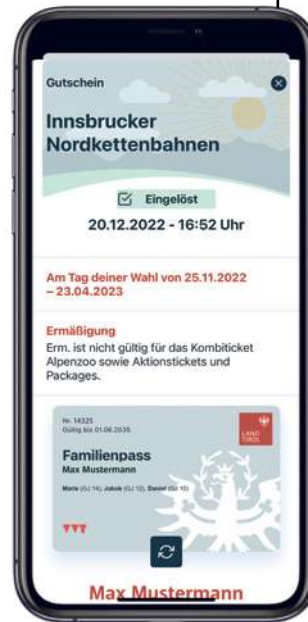 Gutschein
Innsbrucker
Nordkettenbahnen
Eingelöst
20.12.2022 - 16:52 Uhr
Am Tag deiner Wahl von 25.11.2022
– 23.04.2023
Ermäßigung
Erm. ist nicht gültig für das Kombiticket
Alpenzoo sowie Aktionstickets und
Packages.
Nr. 14325
Gültig bis 01.06.2035
LAND
TIROL
Familienpass
Max Mustermann
Marie (GJ 14), Jakob (GJ 12), Daniel (GJ 10)
VVT
Max Mustermann